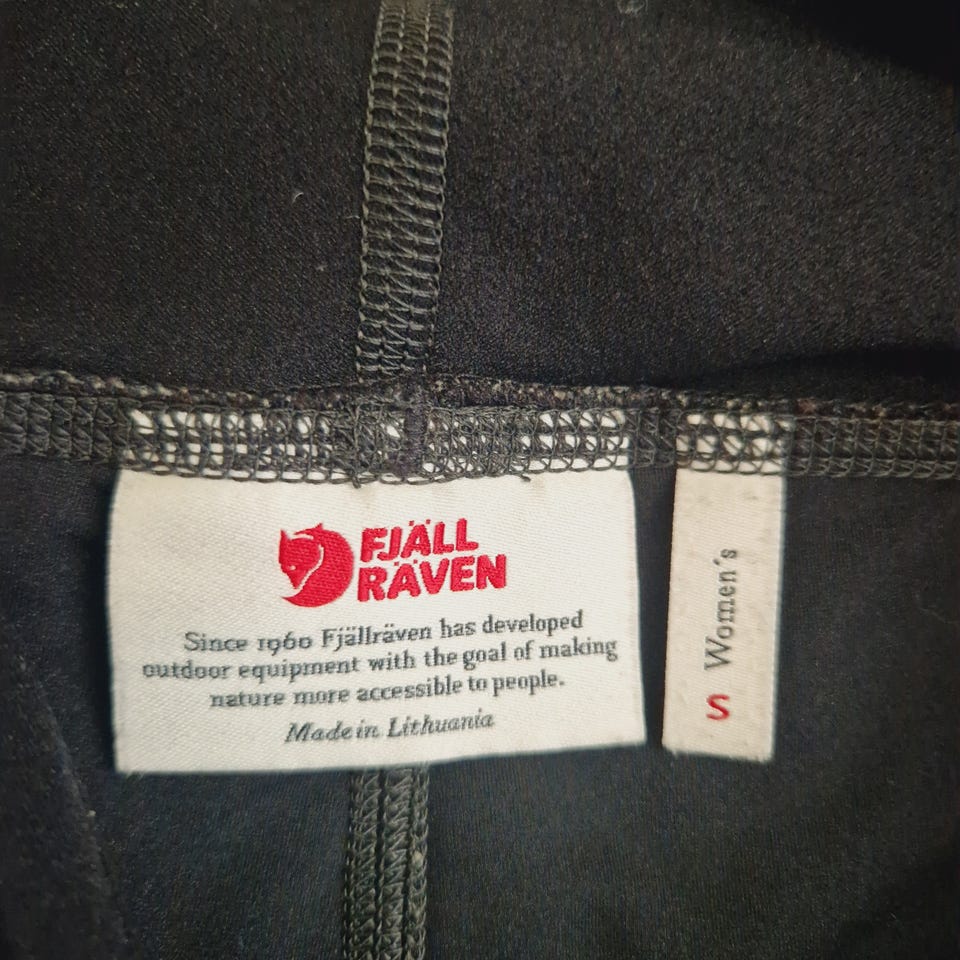 FJÄLL
RÄVEN
Since 1960 Fjällräven has developed
outdoor equipment with the goal of making
nature more accessible to people.
Made in Lithuania
Women's
S